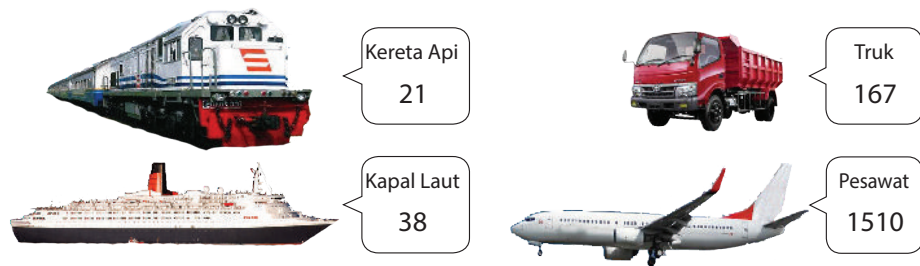 Kereta Api
21
Truk
167
Kapal Laut
38
Pesawat
1510